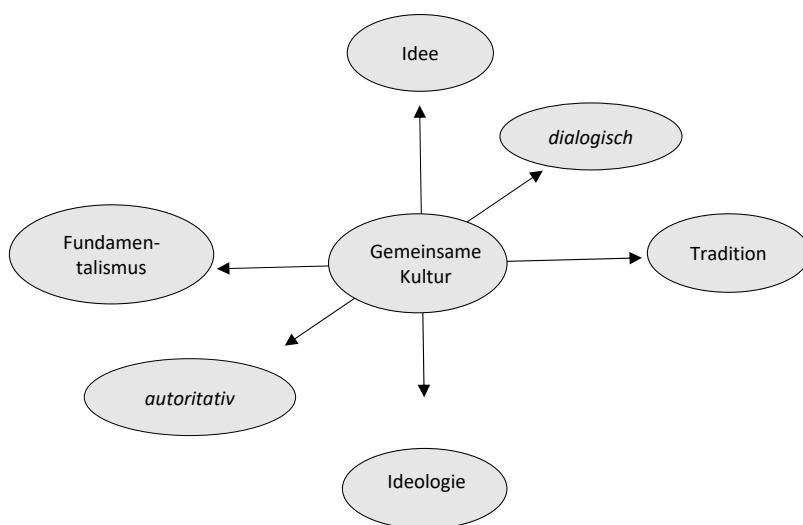 Idee
dialogisch
Fundamen-
talismus
Gemeinsame
Kultur
Tradition
autoritativ
Ideologie